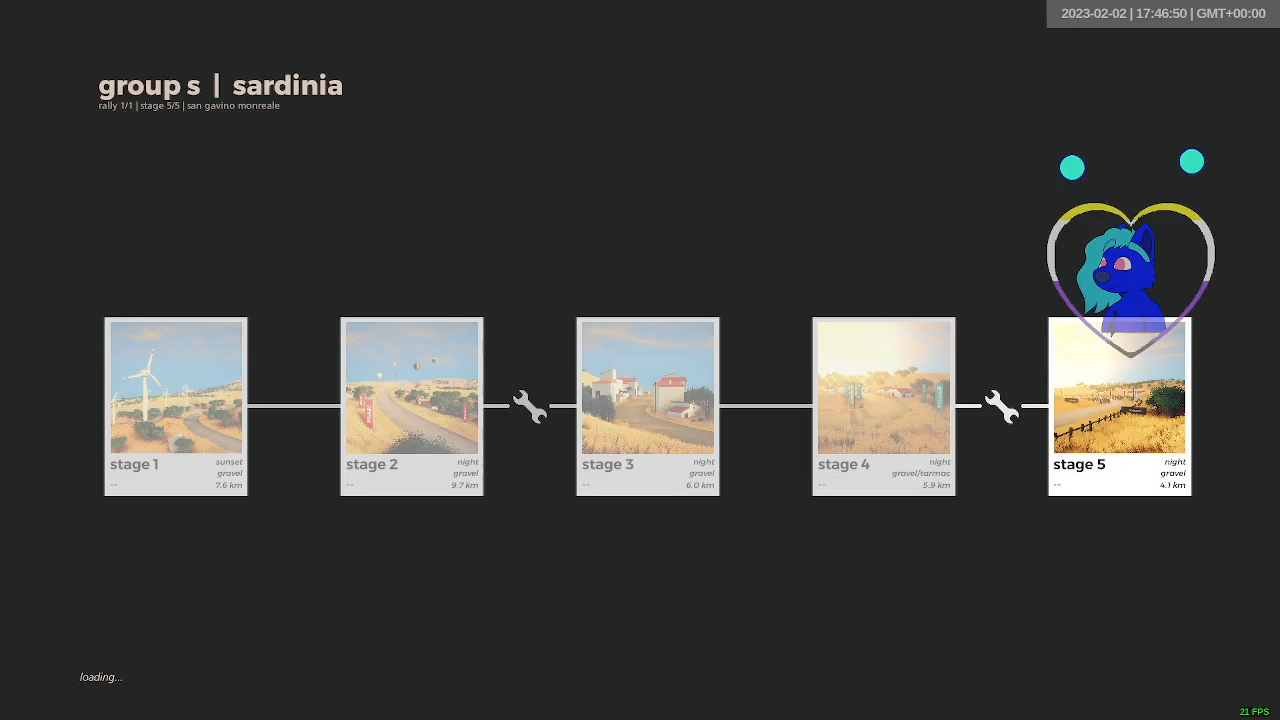 2023-02-02 | 17:46:50 | GMT+00:00
group s | sardinia
rally 1/1 | stage 5/5 | san gavino monreale
stage 1
sunset
gravel
-- 7.6 km
stage 2
night
gravel
-- 9.7 km
stage 3
night
gravel
-- 6.0 km
stage 4
night
gravel/tarmac
-- 5.9 km
stage 5
night
gravel
-- 4.1 km
loading...
21 FPS